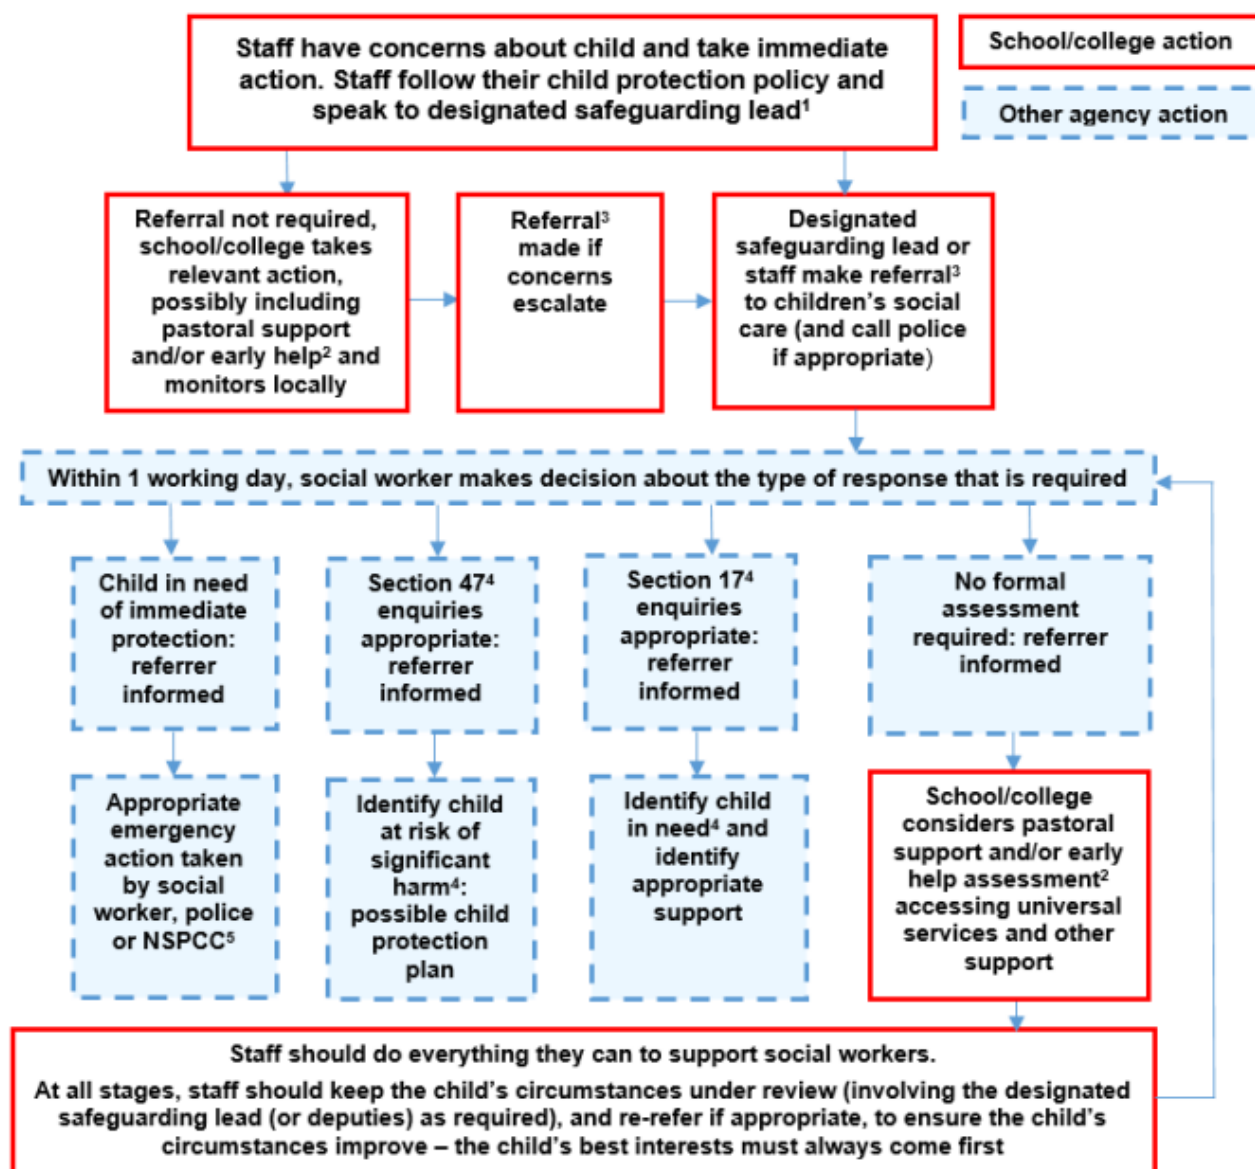 Staff have concerns about child and take immediate
action. Staff follow their child protection policy and
speak to designated safeguarding lead¹
School/college action
Other agency action
Referral not required,
school/college takes
relevant action,
possibly including
pastoral support
and/or early help² and
monitors locally
Referral³
made if
concerns
escalate
Designated
safeguarding lead or
staff make referral³
to children’s social
care (and call police
if appropriate)
Within 1 working day, social worker makes decision about the type of response that is required
Child in need
of immediate
protection:
referrer
informed
Section 47⁴
enquiries
appropriate:
referrer
informed
Section 17⁴
enquiries
appropriate:
referrer
informed
No formal
assessment
required: referrer
informed
Appropriate
emergency
action taken
by social
worker, police
or NSPCC⁵
Identify child
at risk of
significant
harm⁴:
possible child
protection
plan
Identify child
in need⁴ and
identify
appropriate
support
School/college
considers pastoral
support and/or early
help assessment²
accessing universal
services and other
support
Staff should do everything they can to support social workers.
At all stages, staff should keep the child’s circumstances under review (involving the designated
safeguarding lead (or deputies) as required), and re-refer if appropriate, to ensure the child’s
circumstances improve – the child’s best interests must always come first